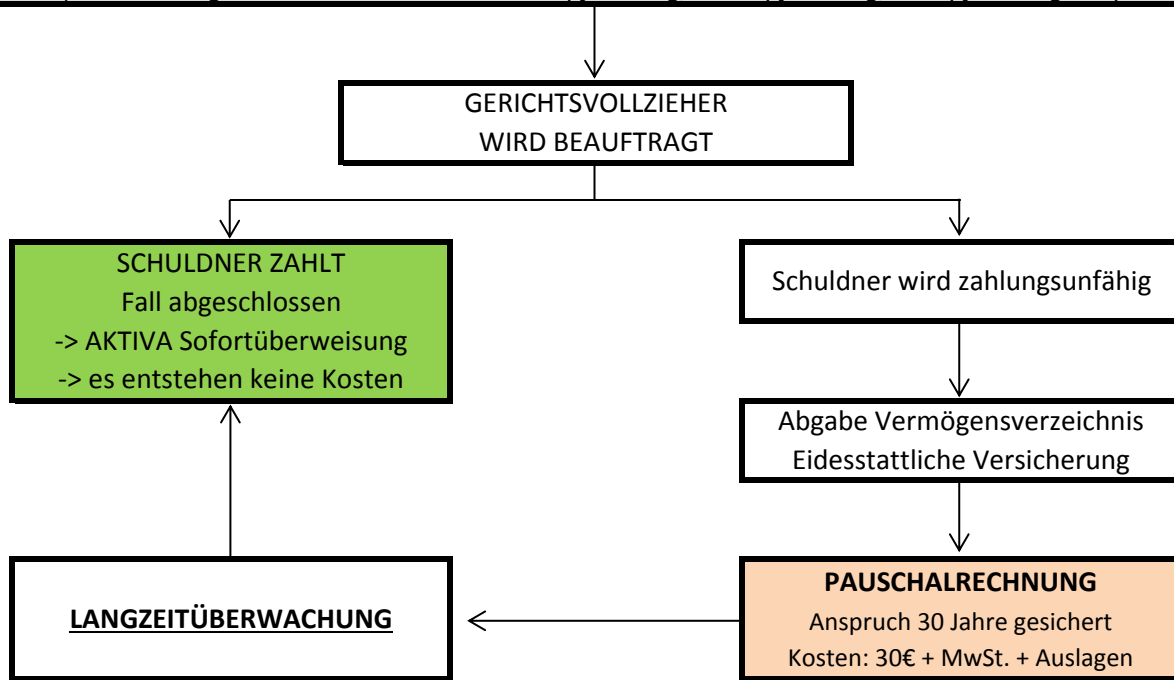 GERICHTSVOLLZIEHER
WIRD BEAUFTRAGT
SCHULDNER ZAHLT
Fall abgeschlossen
-> AKTIVA Sofortüberweisung
-> es entstehen keine Kosten
Schuldner wird zahlungsunfähig
Abgabe Vermögensverzeichnis
Eidesstattliche Versicherung
PAUSCHALRECHNUNG
Anspruch 30 Jahre gesichert
Kosten: 30€ + MwSt. + Auslagen
LANGZEITÜBERWACHUNG